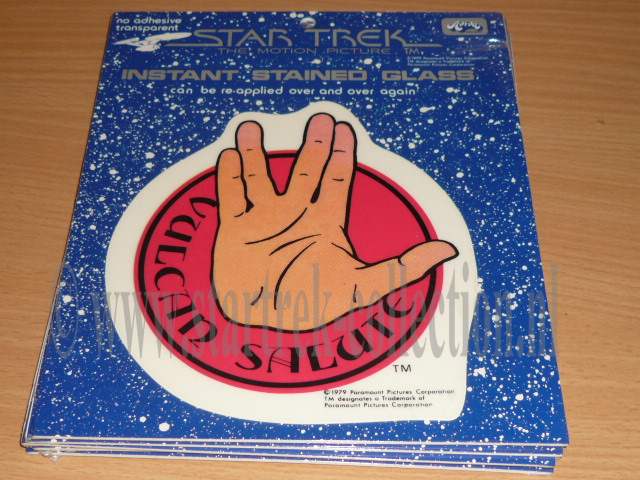 no adhesive
transparent
STAR TREK
THE MOTION PICTURE TM
INSTANT STAINED GLASS
can be re-applied over and over again
VULCAN SALUTE
TM
©1979 Paramount Pictures Corporation
TM designates a Trademark of
Paramount Pictures Corporation
© www.startrek-collection.nl